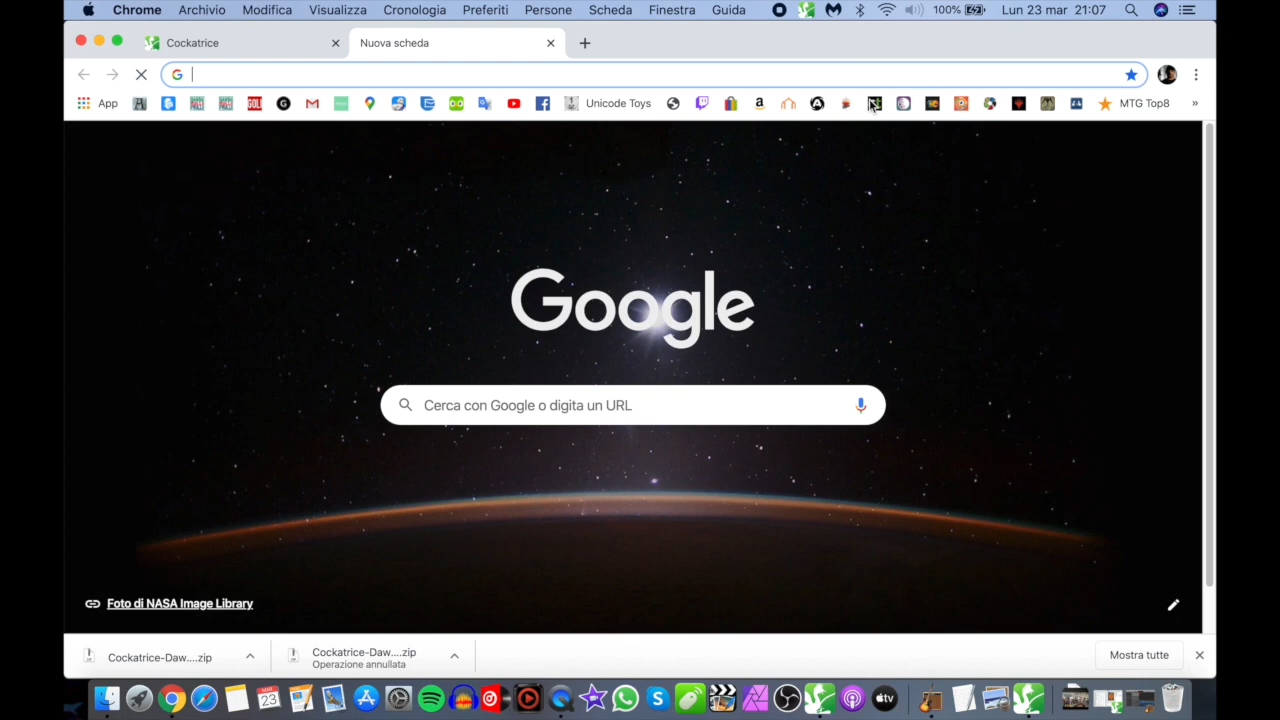 Chrome Archivio Modifica Visualizza Cronologia Preferiti Persone Scheda Finestra Guida 100% Lun 23 mar 21:07
Cockatrice Nuova scheda
App Unicode Toys MTG Top8 »
Google
Cerca con Google o digita un URL
Foto di NASA Image Library
Cockatrice-Daw....zip Cockatrice-Daw....zip Mostra tutte
Operazione annullata